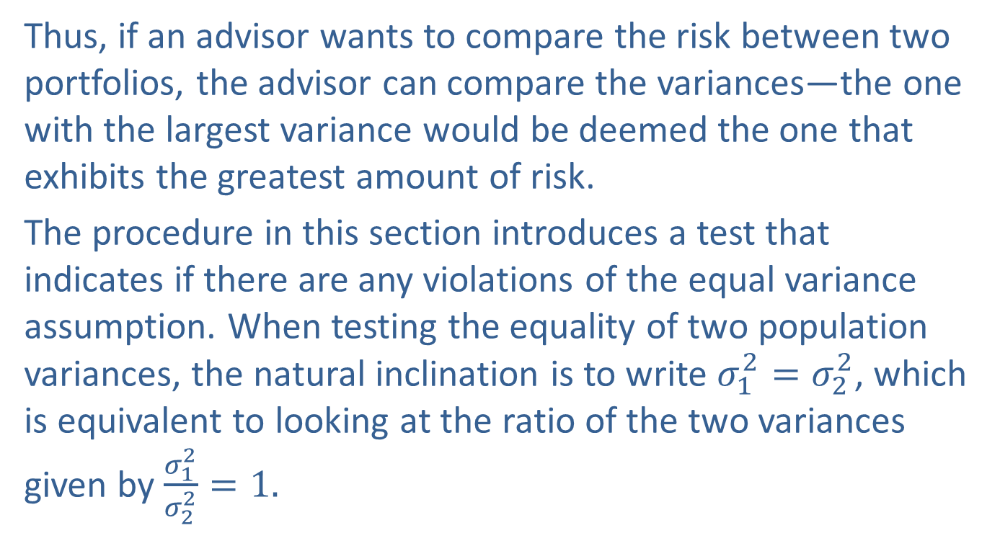 Thus, if an advisor wants to compare the risk between two
portfolios, the advisor can compare the variances—the one
with the largest variance would be deemed the one that
exhibits the greatest amount of risk.
The procedure in this section introduces a test that
indicates if there are any violations of the equal variance
assumption. When testing the equality of two population
variances, the natural inclination is to write $\sigma_1^2 = \sigma_2^2$, which
is equivalent to looking at the ratio of the two variances
given by $\frac{\sigma_1^2}{\sigma_2^2} = 1$.